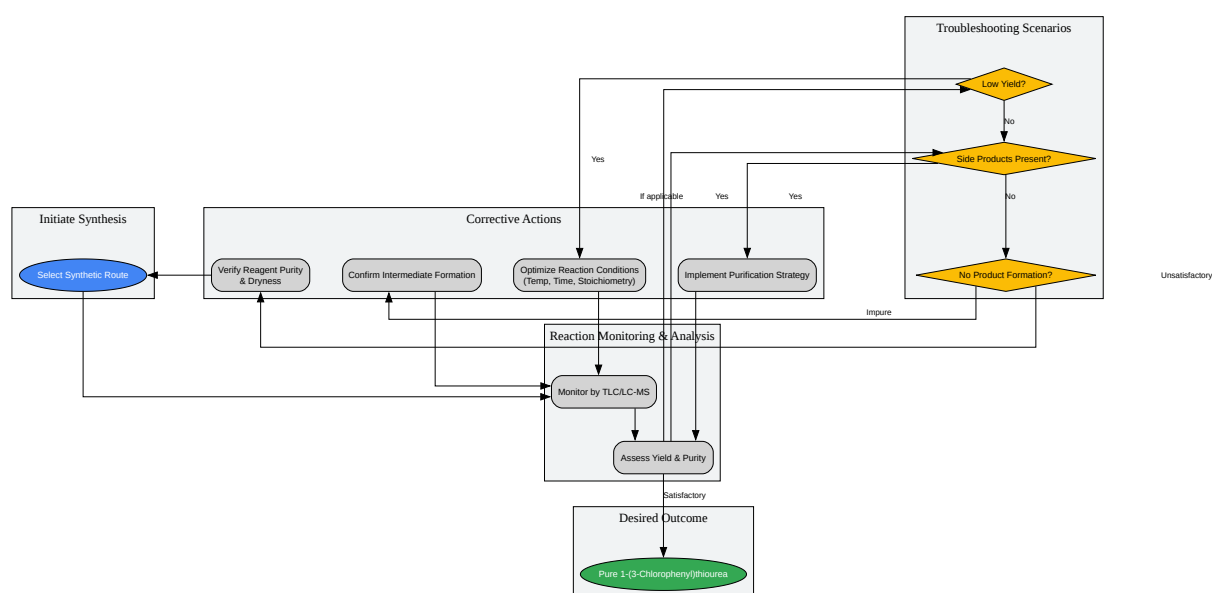 Troubleshooting Scenarios
Low Yield?
No
Yes
Side Products Present?
If applicable
Yes
Yes
No
Initiate Synthesis
Corrective Actions
Select Synthetic Route
Verify Reagent Purity
& Dryness
Confirm Intermediate Formation
Optimize Reaction Conditions
(Temp, Time, Stoichiometry)
Implement Purification Strategy
No Product Formation?
Unsatisfactory
Impure
Reaction Monitoring & Analysis
Monitor by TLC/LC-MS
Assess Yield & Purity
Satisfactory
Desired Outcome
Pure 1-(3-Chlorophenyl)thiourea